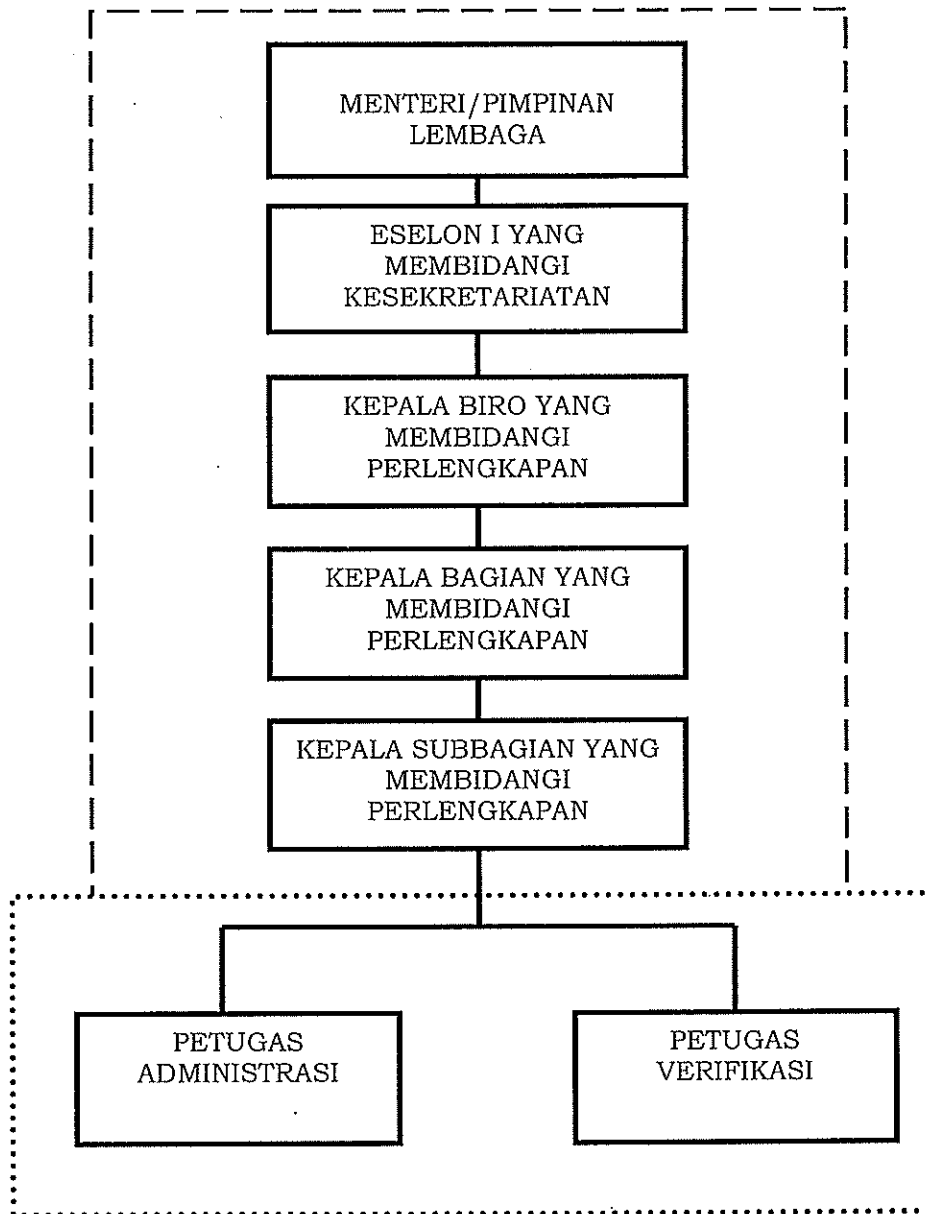 MENTERI/PIMPINAN
LEMBAGA
ESELON I YANG
MEMBIDANGI
KESEKRETARIATAN
KEPALA BIRO YANG
MEMBIDANGI
PERLENGKAPAN
KEPALA BAGIAN YANG
MEMBIDANGI
PERLENGKAPAN
KEPALA SUBBAGIAN YANG
MEMBIDANGI
PERLENGKAPAN
PETUGAS
ADMINISTRASI
PETUGAS
VERIFIKASI